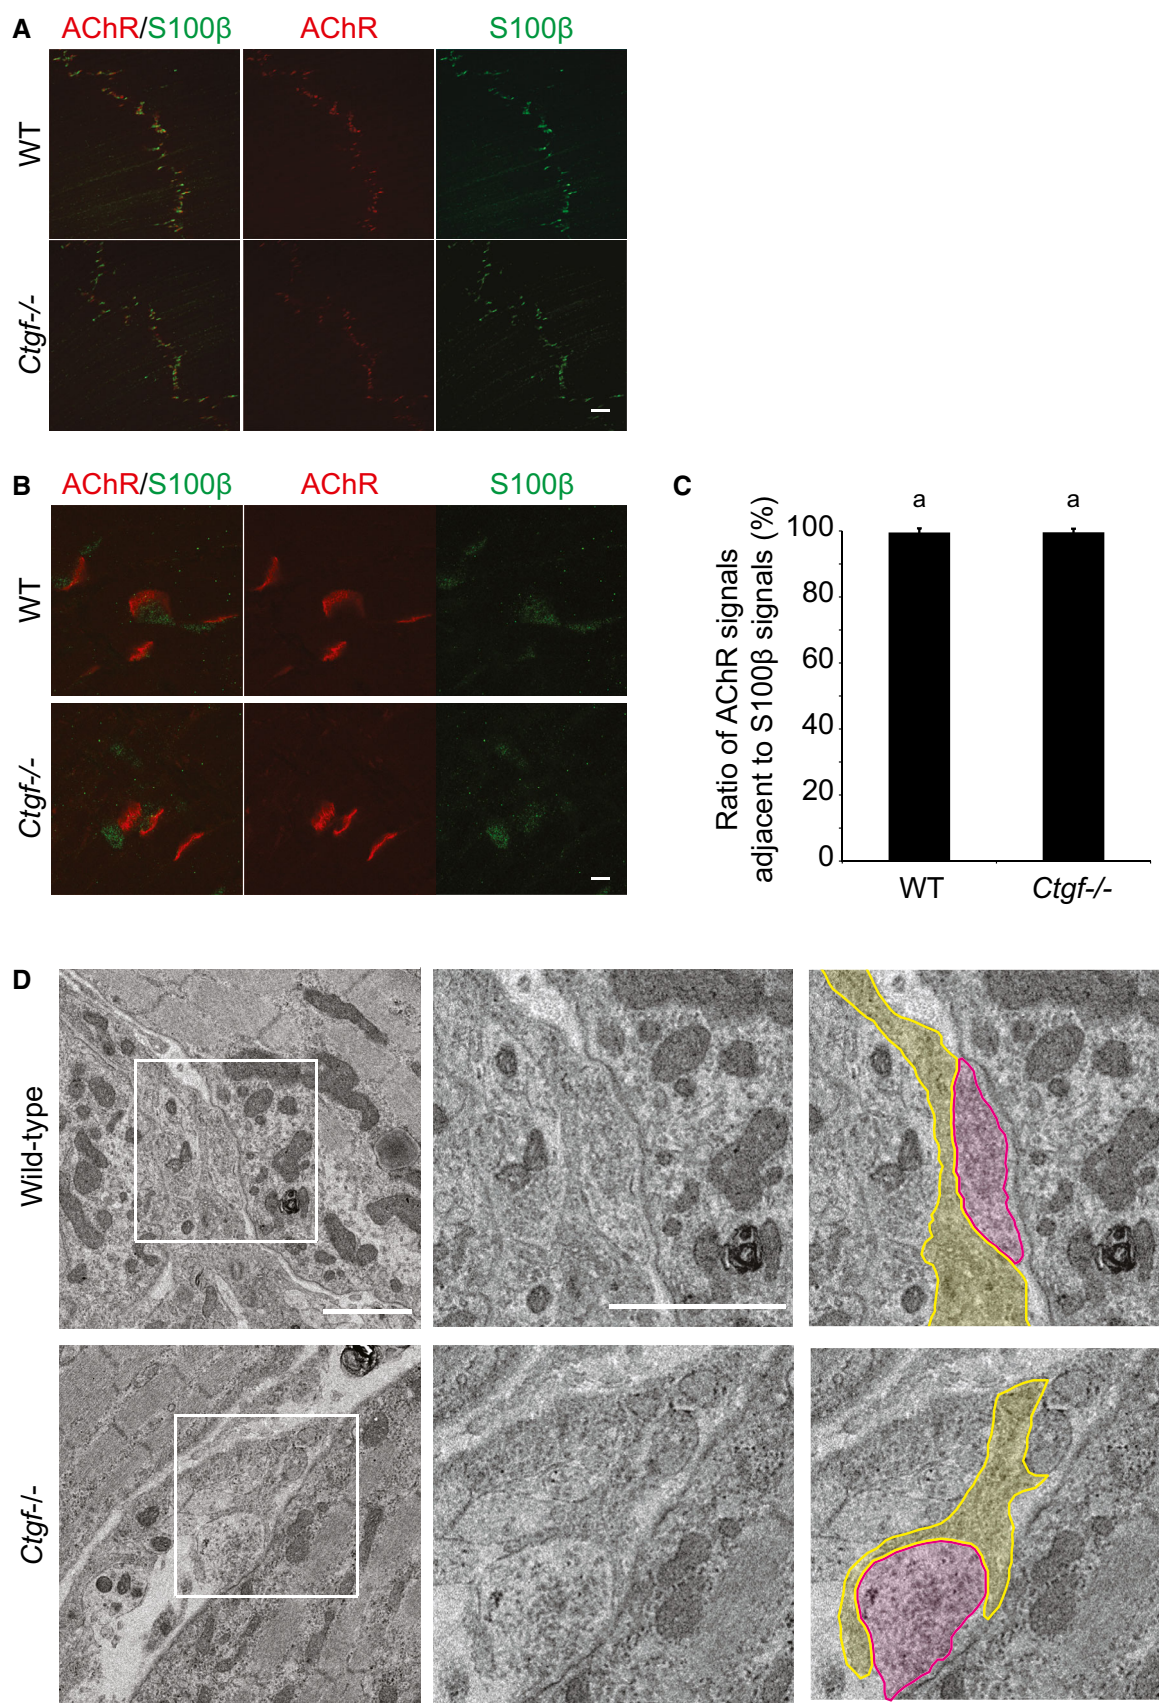 A
AChR/S100β
AChR
S100β
WT
Ctgf-/-
B
AChR/S100β
AChR
S100β
WT
Ctgf-/-
C
Ratio of AChR signals
adjacent to S100β signals (%)
100
80
60
40
20
0
a
a
WT
Ctgf-/-
D
Wild-type
Ctgf-/-